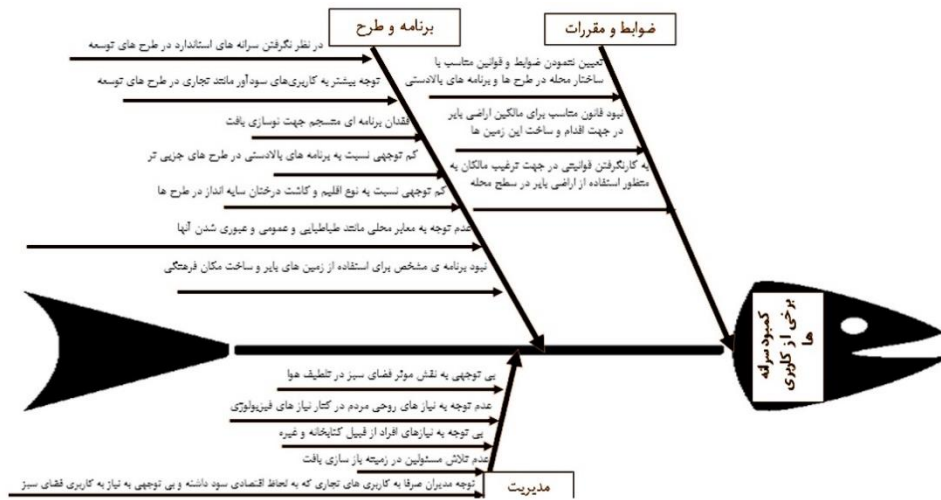 ضوابط و مقررات
تعیین ننمودن ضوابط و قوانین متناسب با
ساختار محله در طرح ها و برنامه های بالادستی
نبود قانون متناسب برای مالکین اراضی بایر
در جهت اقدام و ساخت این زمین ها
به کارنگرفتن قوانینی در جهت ترغیب مالکان به
منظور استفاده از اراضی بایر در سطح محله
برنامه و طرح
در نظر نگرفتن سرانه های استاندارد در طرح های توسعه
توجه بیشتر به کاربری‌های سودآور مانند تجاری در طرح های توسعه
فقدان برنامه ای منسجم جهت نوسازی بافت
کم توجهی نسبت به برنامه های بالادستی در طرح های جزیی تر
کم توجهی نسبت به نوع اقلیم و کاشت درختان سایه انداز در طرح ها
عدم توجه به معابر محلی مانند طباطبایی و عمومی و عبوری شدن آنها
نبود برنامه ی مشخص برای استفاده از زمین های بایر و ساخت مکان فرهنگی
کمبود سرانه
برخی از کاربری
ها
بی توجهی به نقش موثر فضای سبز در تلطیف هوا
عدم توجه به نیاز های روحی مردم در کنار نیاز های فیزیولوژی
بی توجه به نیازهای افراد از قبیل کتابخانه و غیره
عدم تلاش مسئولین در زمینه باز سازی بافت
توجه مدیران صرفا به کاربری های تجاری که به لحاظ اقتصادی سود داشته و بی توجهی به نیاز به کاربری فضای سبز
مدیریت